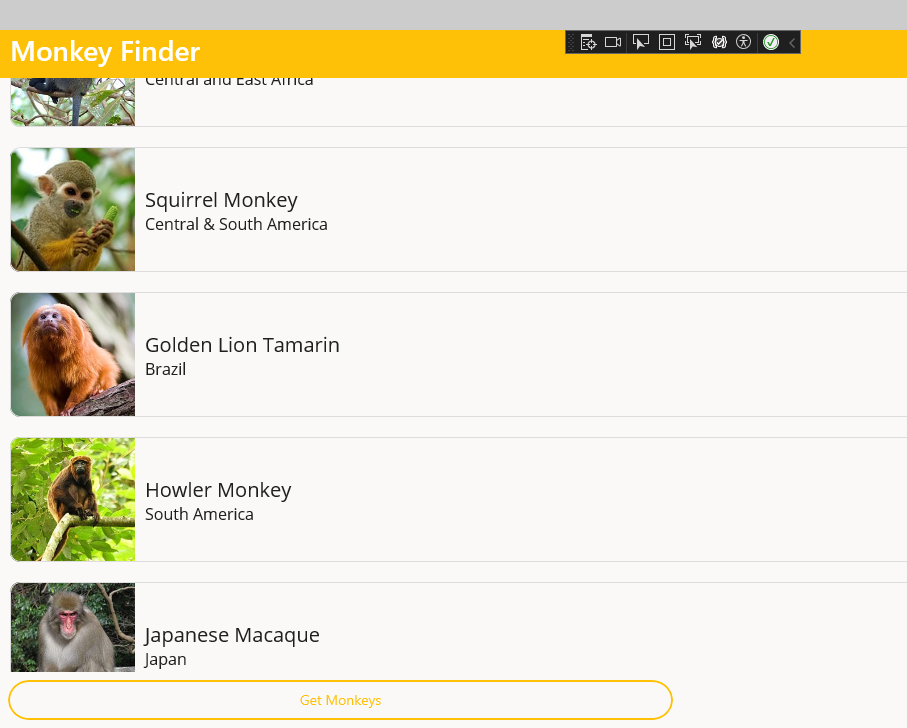 Monkey Finder
Central and East Africa
Squirrel Monkey
Central & South America
Golden Lion Tamarin
Brazil
Howler Monkey
South America
Japanese Macaque
Japan
Get Monkeys